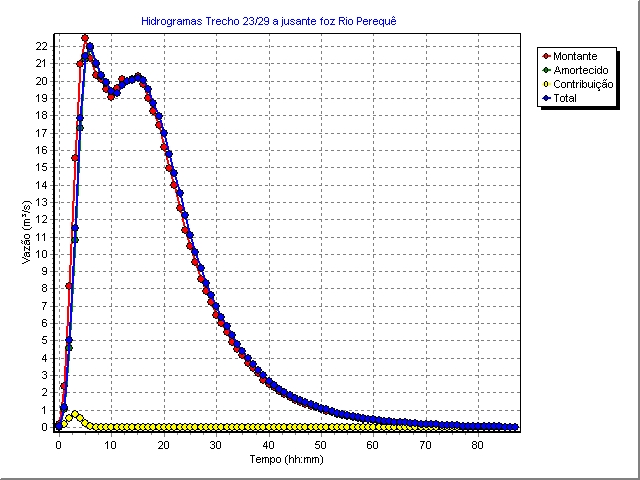 Hidrogramas Trecho 23/29 a jusante foz Rio Perequê
Montante
Amortecido
Contribuição
Total
Vazão (m³/s)
22
21
20
19
18
17
16
15
14
13
12
11
10
9
8
7
6
5
4
3
2
1
0
0 10 20 30 40 50 60 70 80
Tempo (hh:mm)